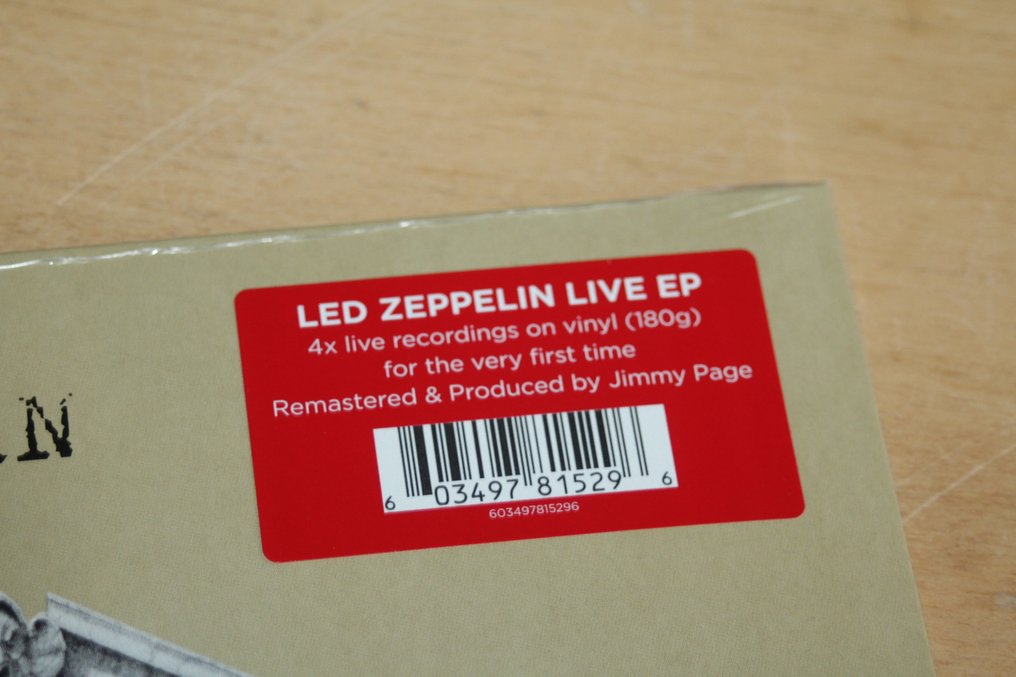 LED ZEPPELIN LIVE EP
4x live recordings on vinyl (180g)
for the very first time
Remastered & Produced by Jimmy Page
6 03497 81529 6
603497815296
N